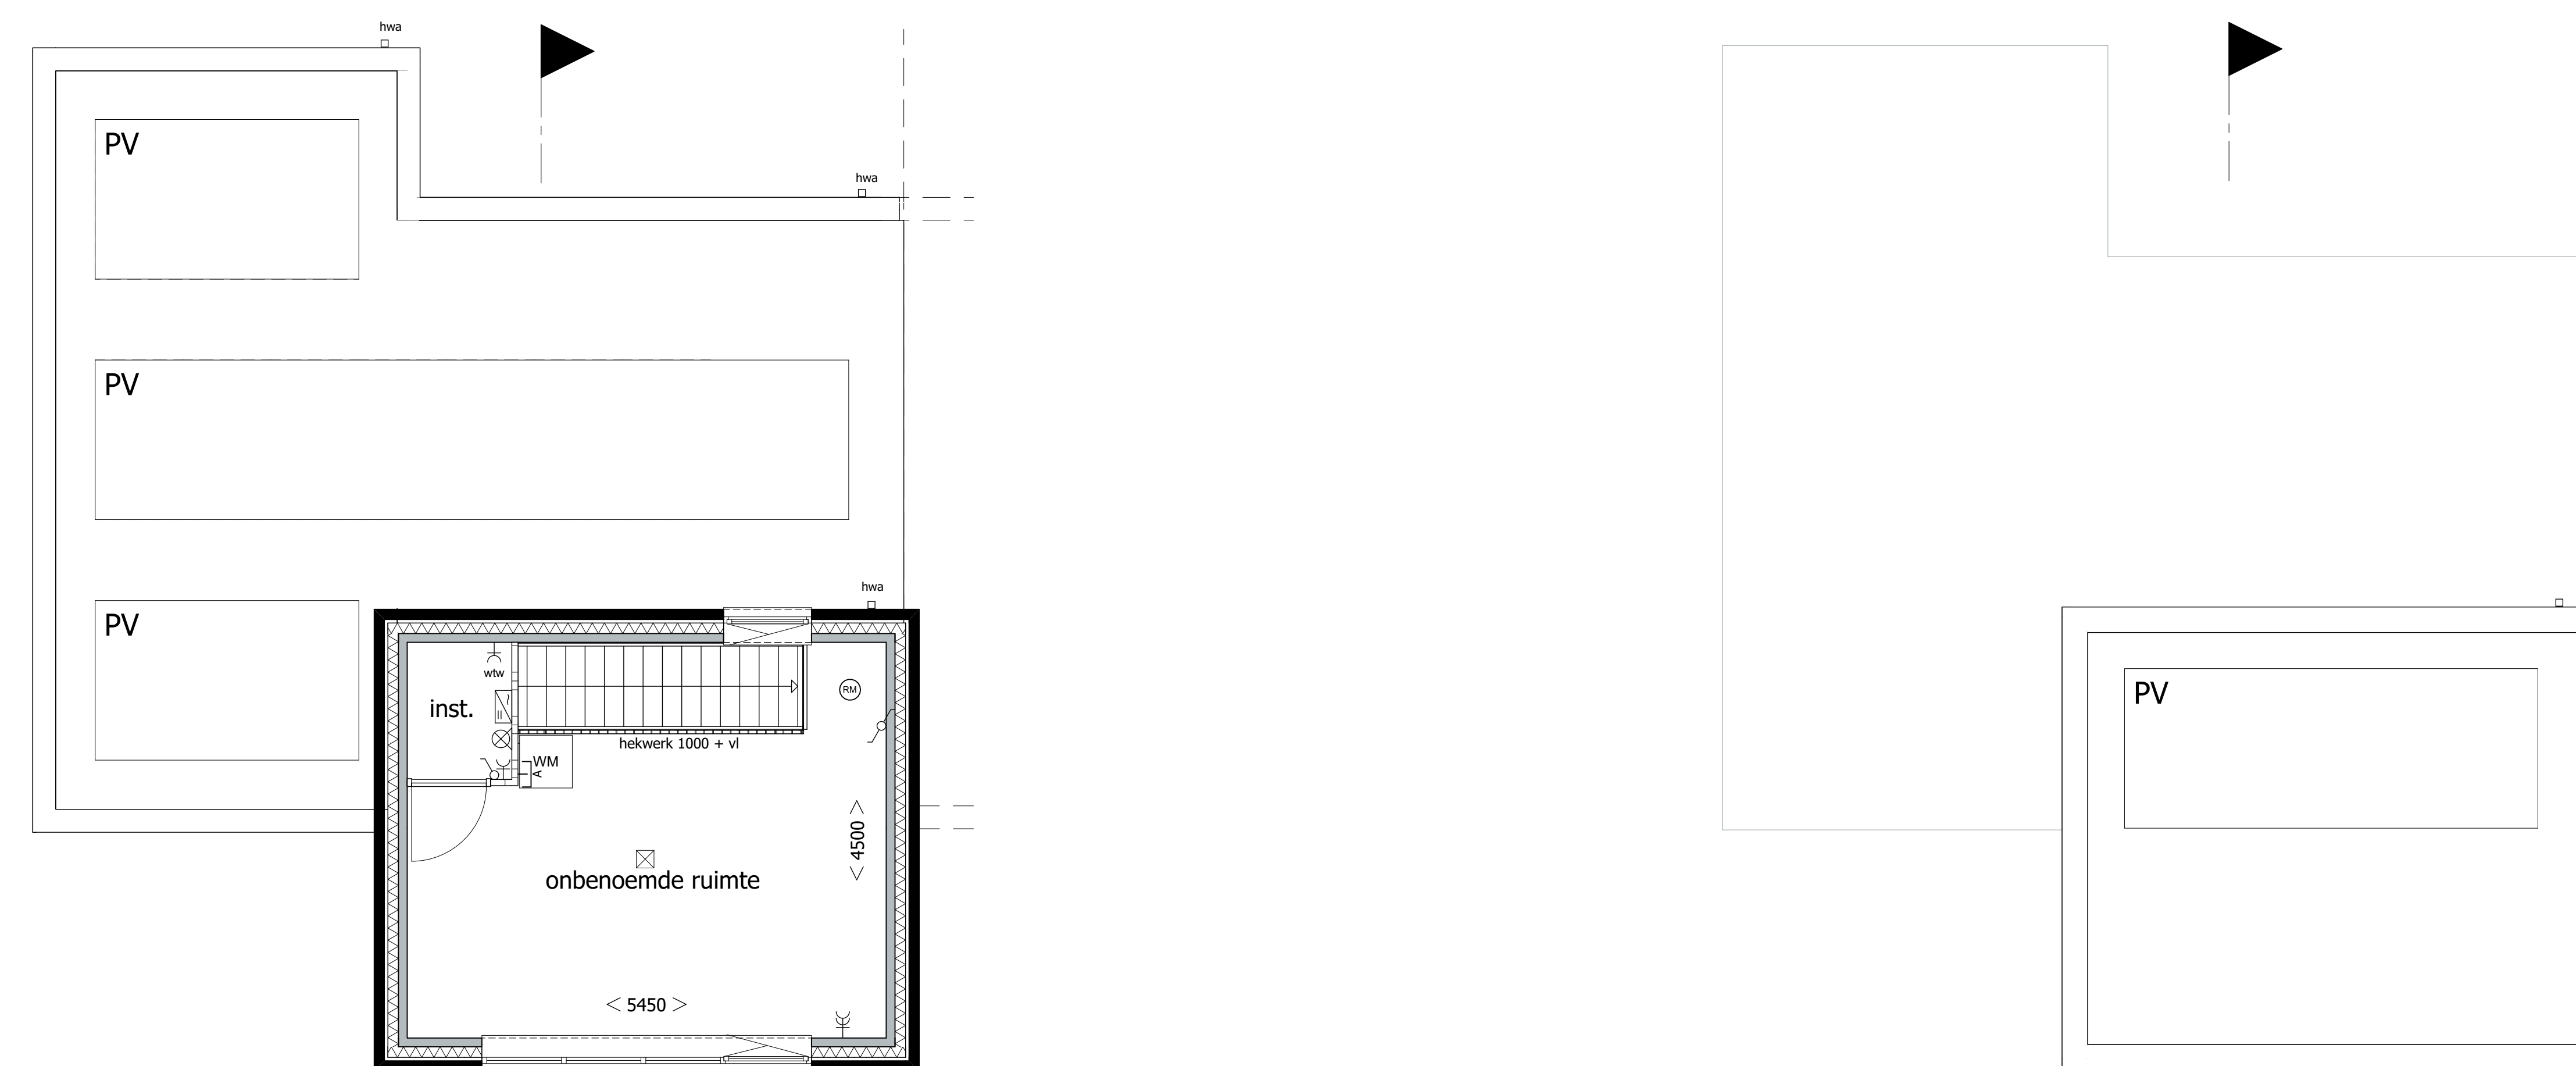 hwa
PV
hwa
PV
hwa
PV
PV
wtw
RM
inst.
hekwerk 1000 + vl
WM
A
< 4500 >
onbenoemde ruimte
< 5450 >